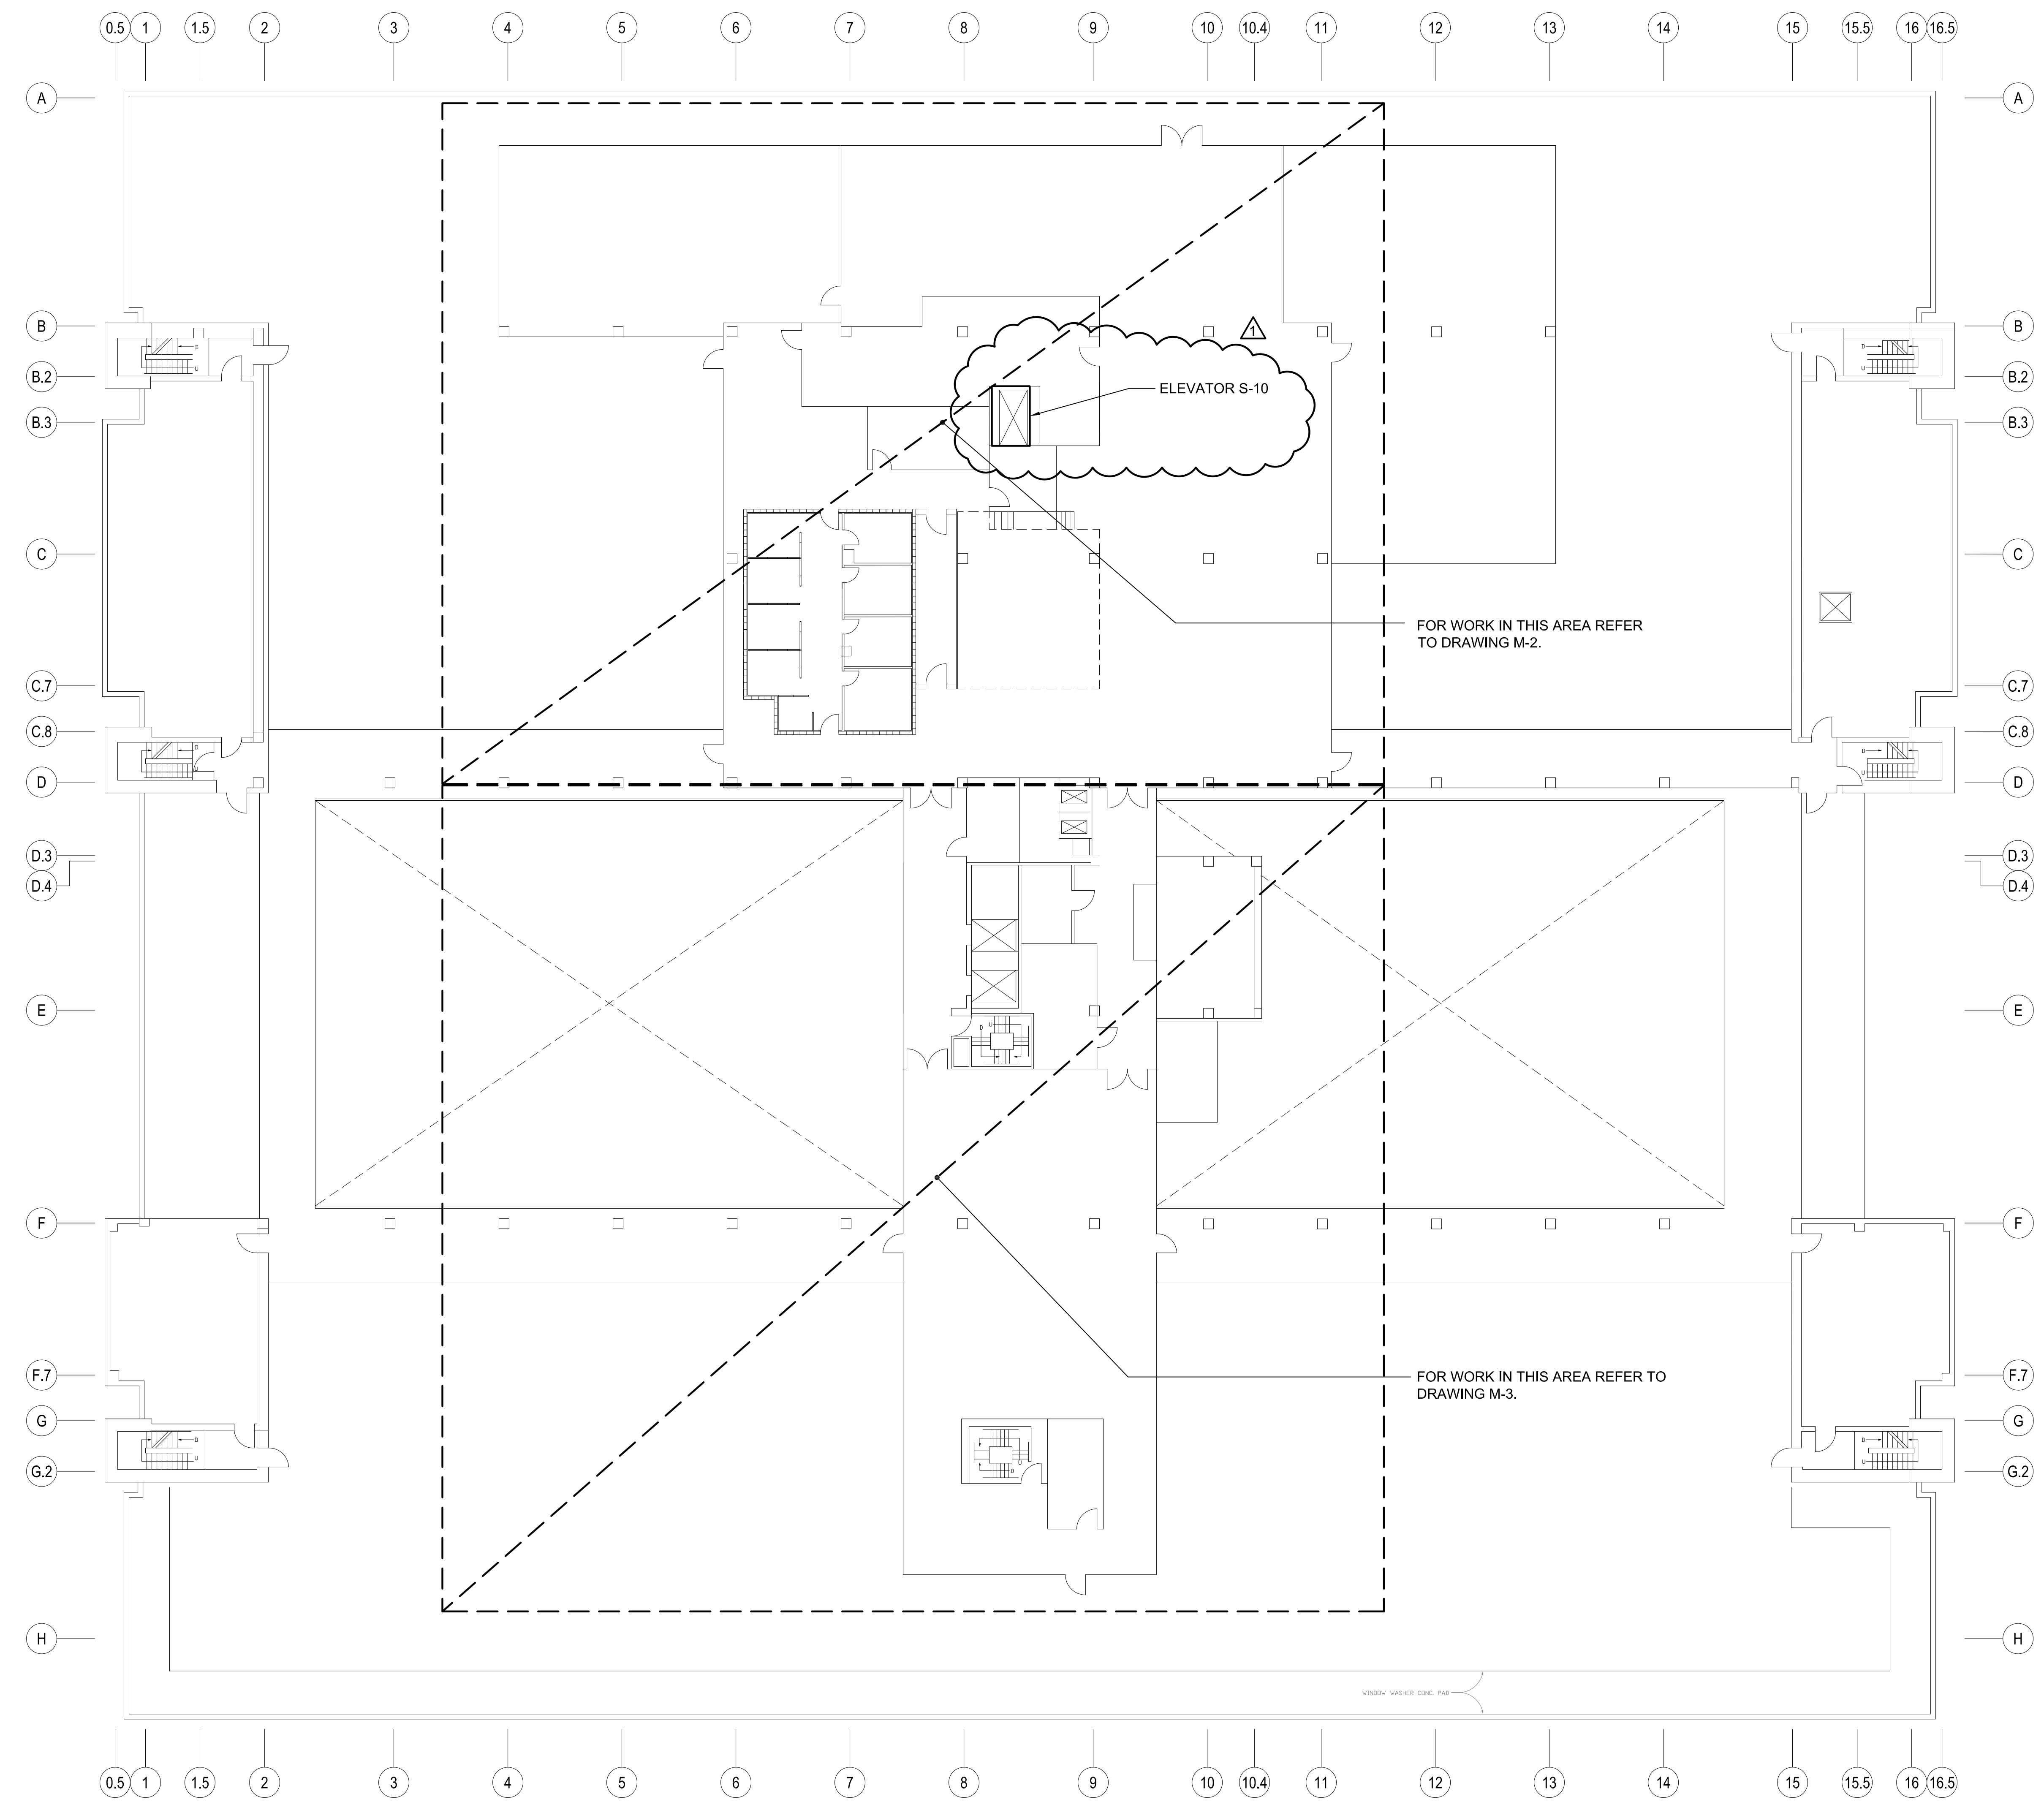 0.5 1 1.5 2 3 4 5 6 7 8 9 10 10.4 11 12 13 14 15 15.5 16 16.5
A A
B 1 B
D D
B.2 U U B.2
ELEVATOR S-10
B.3 B.3
C C
FOR WORK IN THIS AREA REFER
TO DRAWING M-2.
C.7 C.7
C.8 C.8
D D
U U
D D
D.3 D.3
D.4 D.4
E E
D U
F F
F.7 F.7
FOR WORK IN THIS AREA REFER TO
DRAWING M-3.
G G
D D
U U
U
D
G.2 G.2
H H
WINDOW WASHER CONC. PAD
0.5 1 1.5 2 3 4 5 6 7 8 9 10 10.4 11 12 13 14 15 15.5 16 16.5